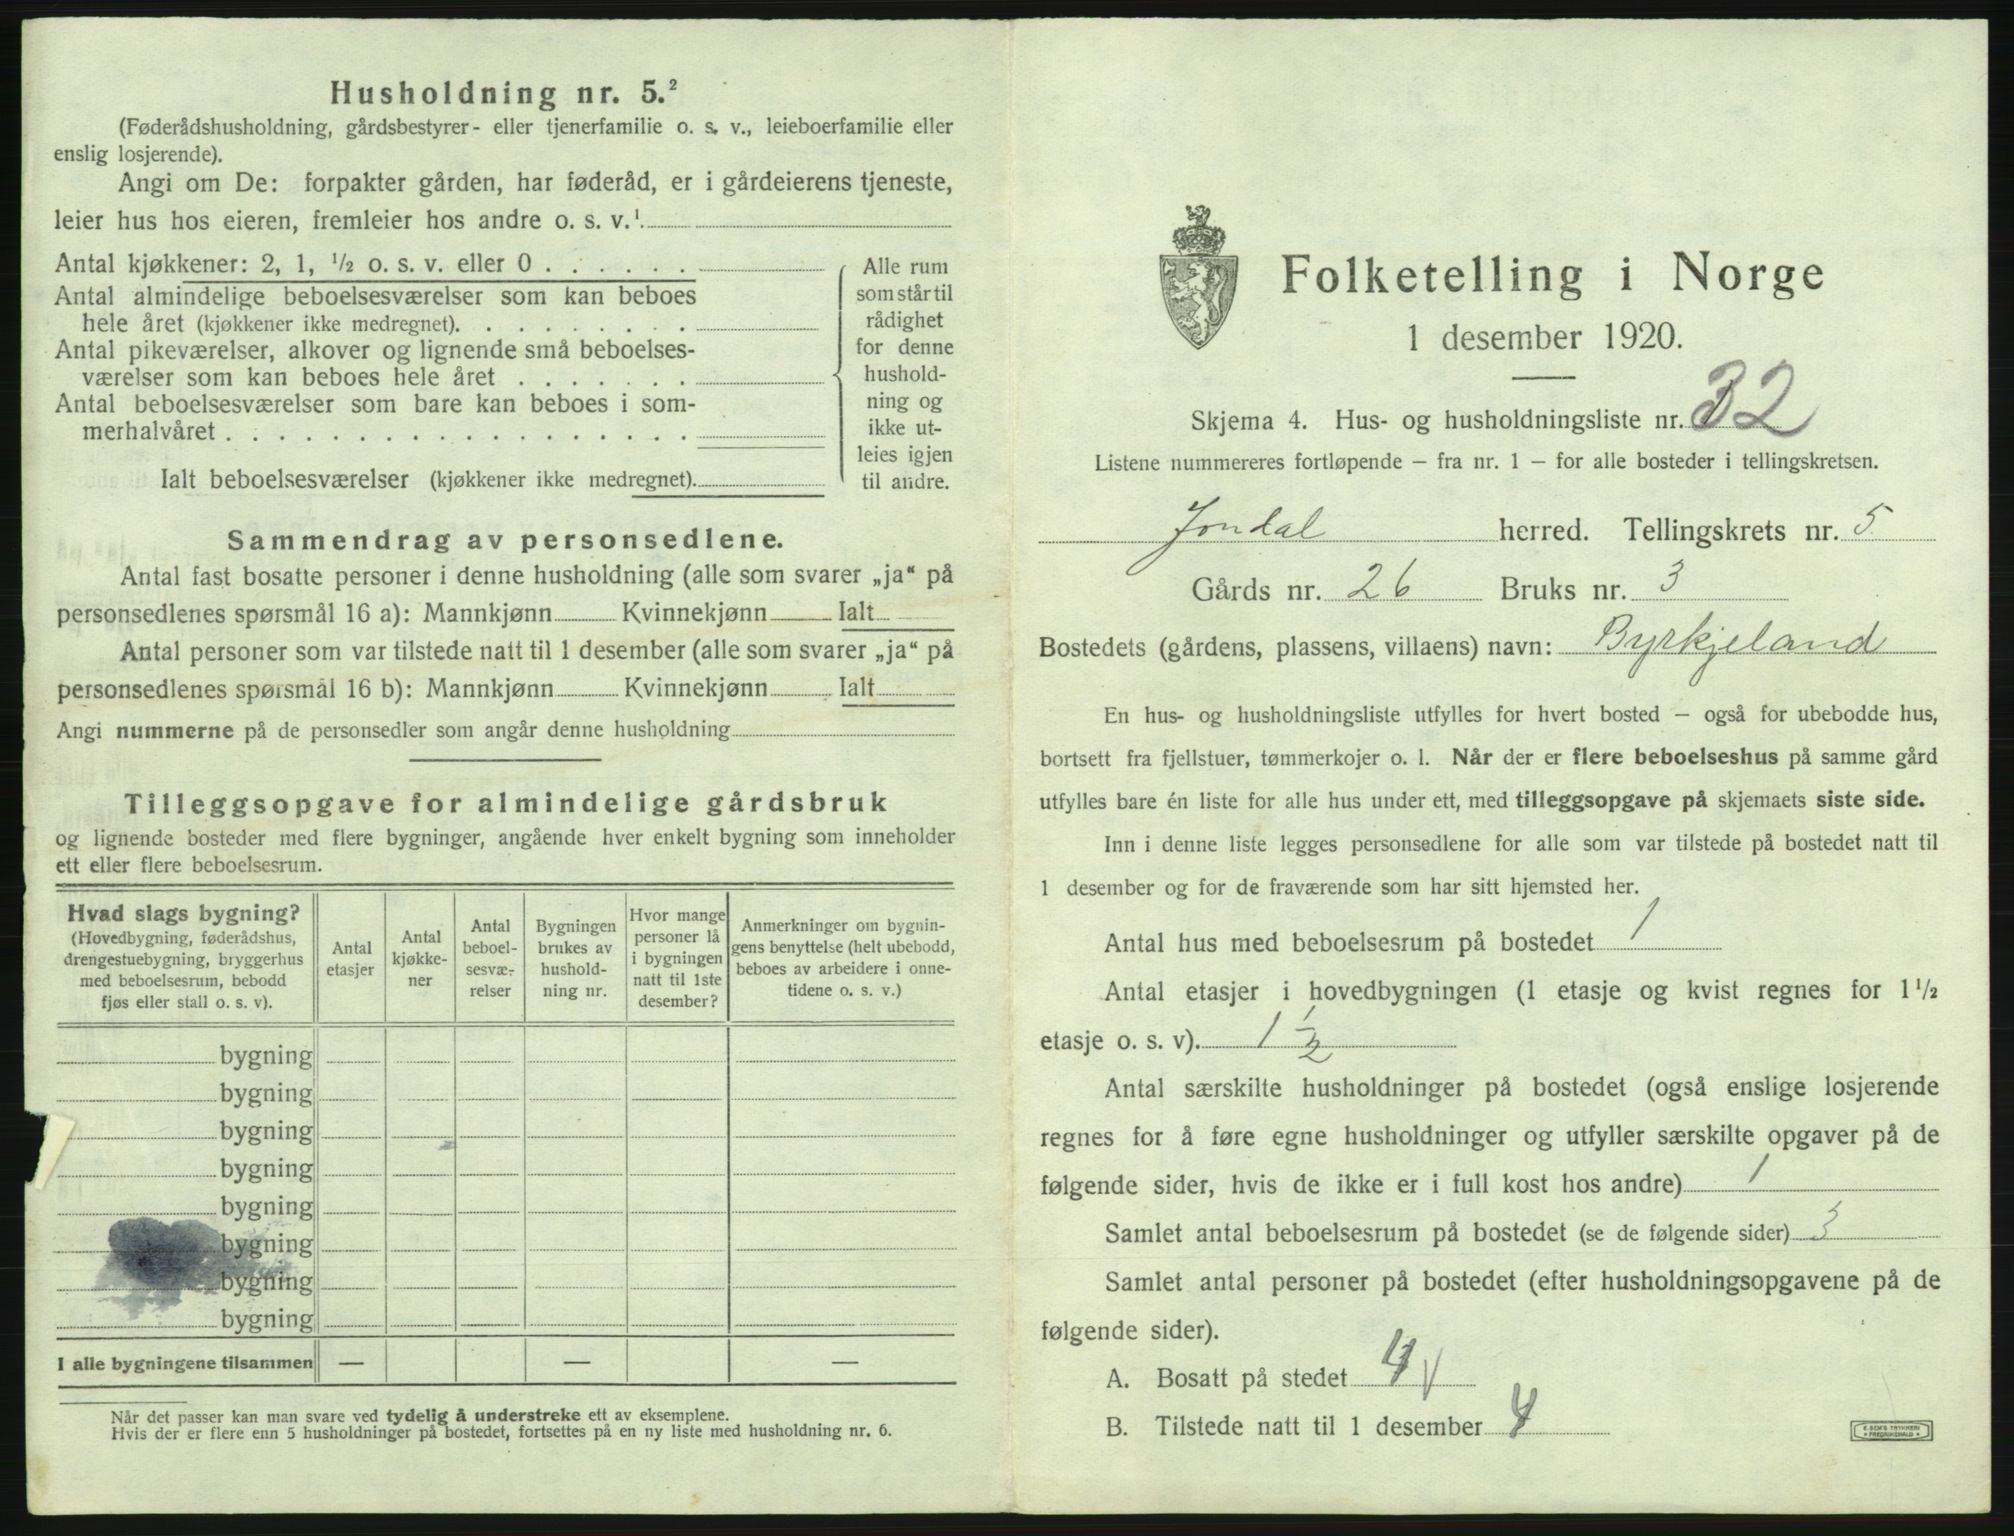 Husholdning nr. 5.²
(Føderådshusholdning, gårdsbestyrer- eller tjenerfamilie o. s. v., leieboerfamilie eller
enslig losjerende).
Angi om De: forpakter gården, har føderåd, er i gårdeierens tjeneste,
leier hus hos eieren, fremleier hos andre o. s. v.¹
Antal kjøkkener: 2, 1, ¹/₂ o. s. v. eller 0 . . . . . .
Antal almindelige beboelsesværelser som kan beboes
hele året (kjøkkener ikke medregnet). . . . . . . . .
Antal pikeværelser, alkover og lignende små beboelses-
værelser som kan beboes hele året . . . . . . .
Antal beboelsesværelser som bare kan beboes i som-
merhalvåret . . . . . . . . . . . . . . . . . .
Ialt beboelsesværelser (kjøkkener ikke medregnet).
Alle rum
som står til
rådighet
for denne
hushold-
ning og
ikke ut-
leies igjen
til andre.
Sammendrag av personsedlene.
Antal fast bosatte personer i denne husholdning (alle som svarer „ja“ på
personsedlenes spørsmål 16 a): Mannkjønn Kvinnekjønn Ialt
Antal personer som var tilstede natt til 1 desember (alle som svarer „ja“ på
personsedlenes spørsmål 16 b): Mannkjønn Kvinnekjønn Ialt
Angi nummerne på de personsedler som angår denne husholdning
Tilleggsopgave for almindelige gårdsbruk
og lignende bosteder med flere bygninger, angående hver enkelt bygning som inneholder
ett eller flere beboelsesrum.
Hvad slags bygning?
(Hovedbygning, føderådshus,
drengestuebygning, bryggerhus
med beboelsesrum, bebodd
fjøs eller stall o. s. v).
Antal
etasjer
Antal
kjøkke-
ner
Antal
beboel-
sesvæ-
relser
Bygningen
brukes av
hushold-
ning nr.
Hvor mange
personer lå
i bygningen
natt til 1ste
desember?
Anmerkninger om bygnin-
gens benyttelse (helt ubebodd,
beboes av arbeidere i onne-
tidene o. s. v.)
bygning
bygning
bygning
bygning
bygning
bygning
bygning
bygning
I alle bygningene tilsammen — — —
Når det passer kan man svare ved tydelig å understreke ett av eksemplene.
Hvis der er flere enn 5 husholdninger på bostedet, fortsettes på en ny liste med husholdning nr. 6.
Folketelling i Norge
1 desember 1920.
Skjema 4. Hus- og husholdningsliste nr. 32
Listene nummereres fortløpende – fra nr. 1 – for alle bosteder i tellingskretsen.
Jondal herred. Tellingskrets nr. 5
Gårds nr. 26 Bruks nr. 3
Bostedets (gårdens, plassens, villaens) navn: Byrkjeland
En hus- og husholdningsliste utfylles for hvert bosted – også for ubebodde hus,
bortsett fra fjellstuer, tømmerkojer o. l. Når der er flere beboelseshus på samme gård
utfylles bare én liste for alle hus under ett, med tilleggsopgave på skjemaets siste side.
Inn i denne liste legges personsedlene for alle som var tilstede på bostedet natt til
1 desember og for de fraværende som har sitt hjemsted her.
Antal hus med beboelsesrum på bostedet 1
Antal etasjer i hovedbygningen (1 etasje og kvist regnes for 1 ¹/₂
etasje o. s. v). 1 ½
Antal særskilte husholdninger på bostedet (også enslige losjerende
regnes for å føre egne husholdninger og utfyller særskilte opgaver på de
følgende sider, hvis de ikke er i full kost hos andre) 1
Samlet antal beboelsesrum på bostedet (se de følgende sider) 3
Samlet antal personer på bostedet (efter husholdningsopgavene på de
følgende sider).
A. Bosatt på stedet 4
B. Tilstede natt til 1 desember 4
E. SEM'S TRYKKERI
FREDRIKSHALD